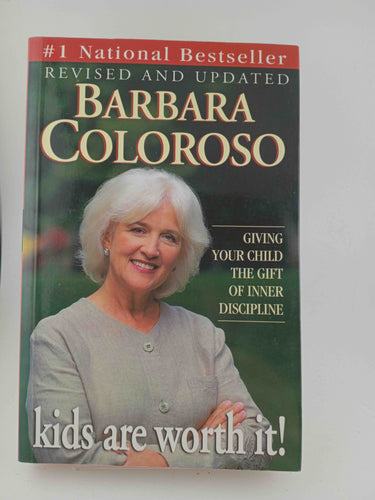 #1 National Bestseller
REVISED AND UPDATED
BARBARA
COLOROSO
GIVING
YOUR CHILD
THE GIFT
OF INNER
DISCIPLINE
kids are worth it!